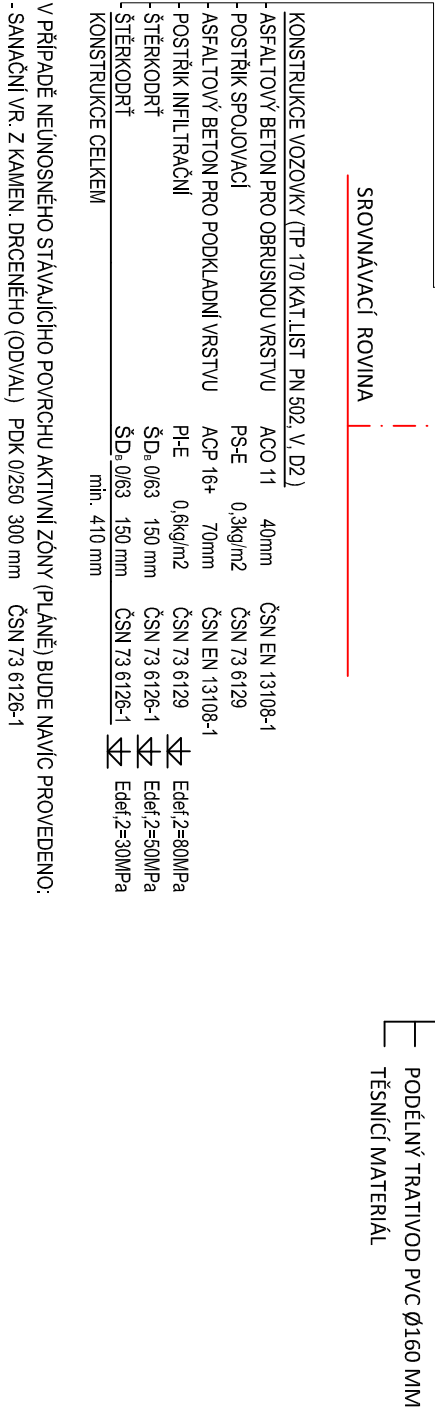 PODÉLNÝ TRATIVOD PVC Ø160 MM
TĚSNÍCÍ MATERIÁL
SROVNÁVACÍ ROVINA
KONSTRUKCE VOZOVKY (TP 170 KAT.LIST PN 502, V, D2 )
- ASFALTOVÝ BETON PRO OBRUSNOU VRSTVU ACO 11 40mm ČSN EN 13108-1
- POSTŘIK SPOJOVACÍ PS-E 0,3kg/m2 ČSN 73 6129
- ASFALTOVÝ BETON PRO PODKLADNÍ VRSTVU ACP 16+ 70mm ČSN EN 13108-1
- POSTŘIK INFILTRAČNÍ PI-E 0,6kg/m2 ČSN 73 6129 Edef,2=80MPa
- ŠTĚRKODRŤ ŠDB 0/63 150 mm ČSN 73 6126-1 Edef,2=50MPa
- ŠTĚRKODRŤ ŠDB 0/63 150 mm ČSN 73 6126-1 Edef,2=30MPa
KONSTRUKCE CELKEM min. 410 mm
V PŘÍPADĚ NEÚNOSNÉHO STÁVAJÍCÍHO POVRCHU AKTIVNÍ ZÓNY (PLÁNĚ) BUDE NAVÍC PROVEDENO:
- SANAČNÍ VR. Z KAMEN. DRCENÉHO (ODVAL) PDK 0/250 300 mm ČSN 73 6126-1